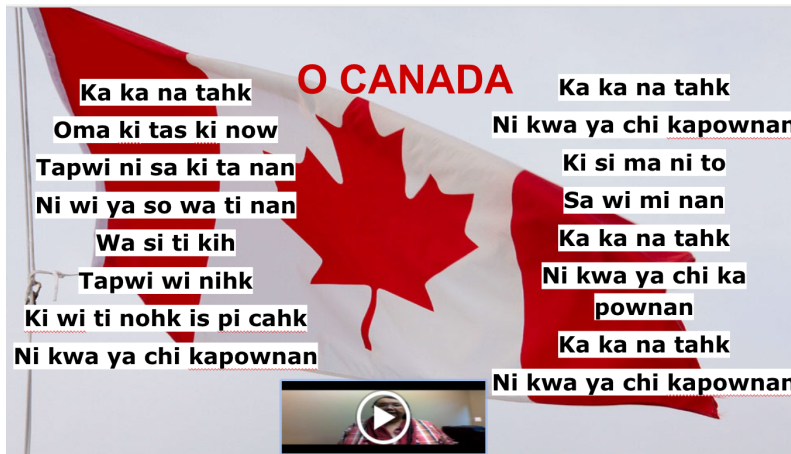 O CANADA
Ka ka na tahk
Oma ki tas ki now
Tapwi ni sa ki ta nan
Ni wi ya so wa ti nan
Wa si ti kih
Tapwi wi nihk
Ki wi ti nohk is pi cahk
Ni kwa ya chi kapownan
Ka ka na tahk
Ni kwa ya chi kapownan
Ki si ma ni to
Sa wi mi nan
Ka ka na tahk
Ni kwa ya chi ka
pownan
Ka ka na tahk
Ni kwa ya chi kapownan